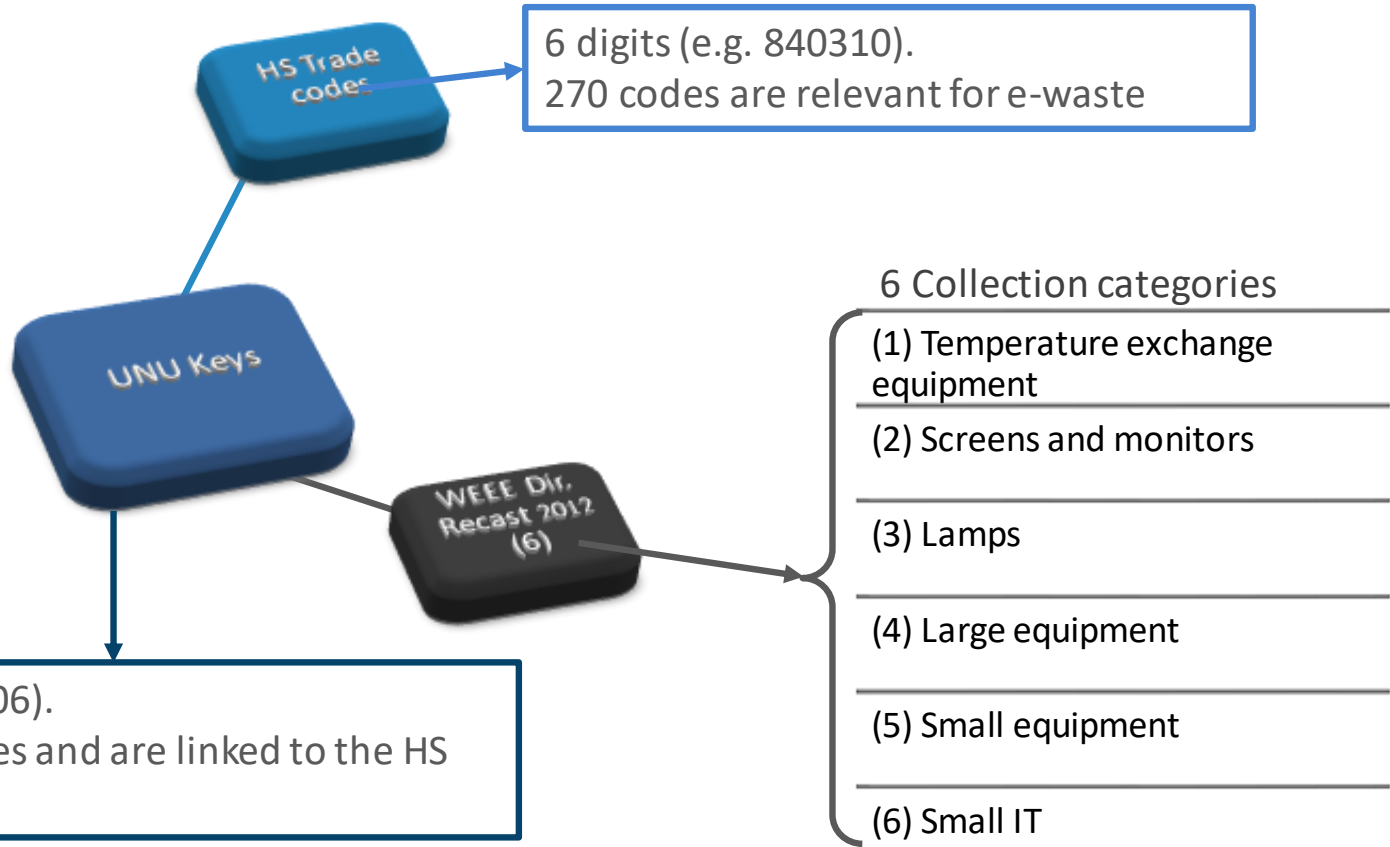 HS Trade
codes
6 digits (e.g. 840310).
270 codes are relevant for e-waste
UNU Keys
WEEE Dir.
Recast 2012
(6)
6 Collection categories
(1) Temperature exchange
equipment
(2) Screens and monitors
(3) Lamps
(4) Large equipment
(5) Small equipment
(6) Small IT
06).
es and are linked to the HS